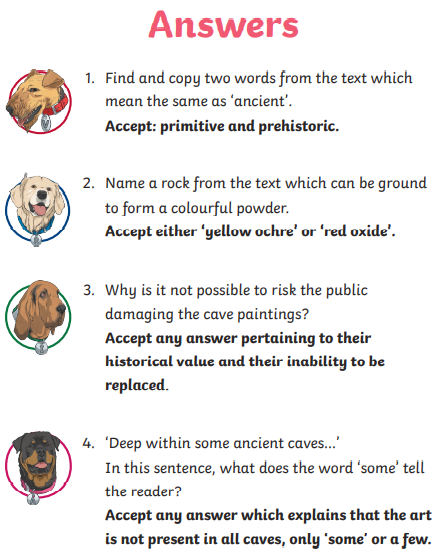 Answers
1. Find and copy two words from the text which
mean the same as ‘ancient’.
Accept: primitive and prehistoric.
2. Name a rock from the text which can be ground
to form a colourful powder.
Accept either ‘yellow ochre’ or ‘red oxide’.
3. Why is it not possible to risk the public
damaging the cave paintings?
Accept any answer pertaining to their
historical value and their inability to be
replaced.
4. ‘Deep within some ancient caves...’
In this sentence, what does the word ‘some’ tell
the reader?
Accept any answer which explains that the art
is not present in all caves, only ‘some’ or a few.